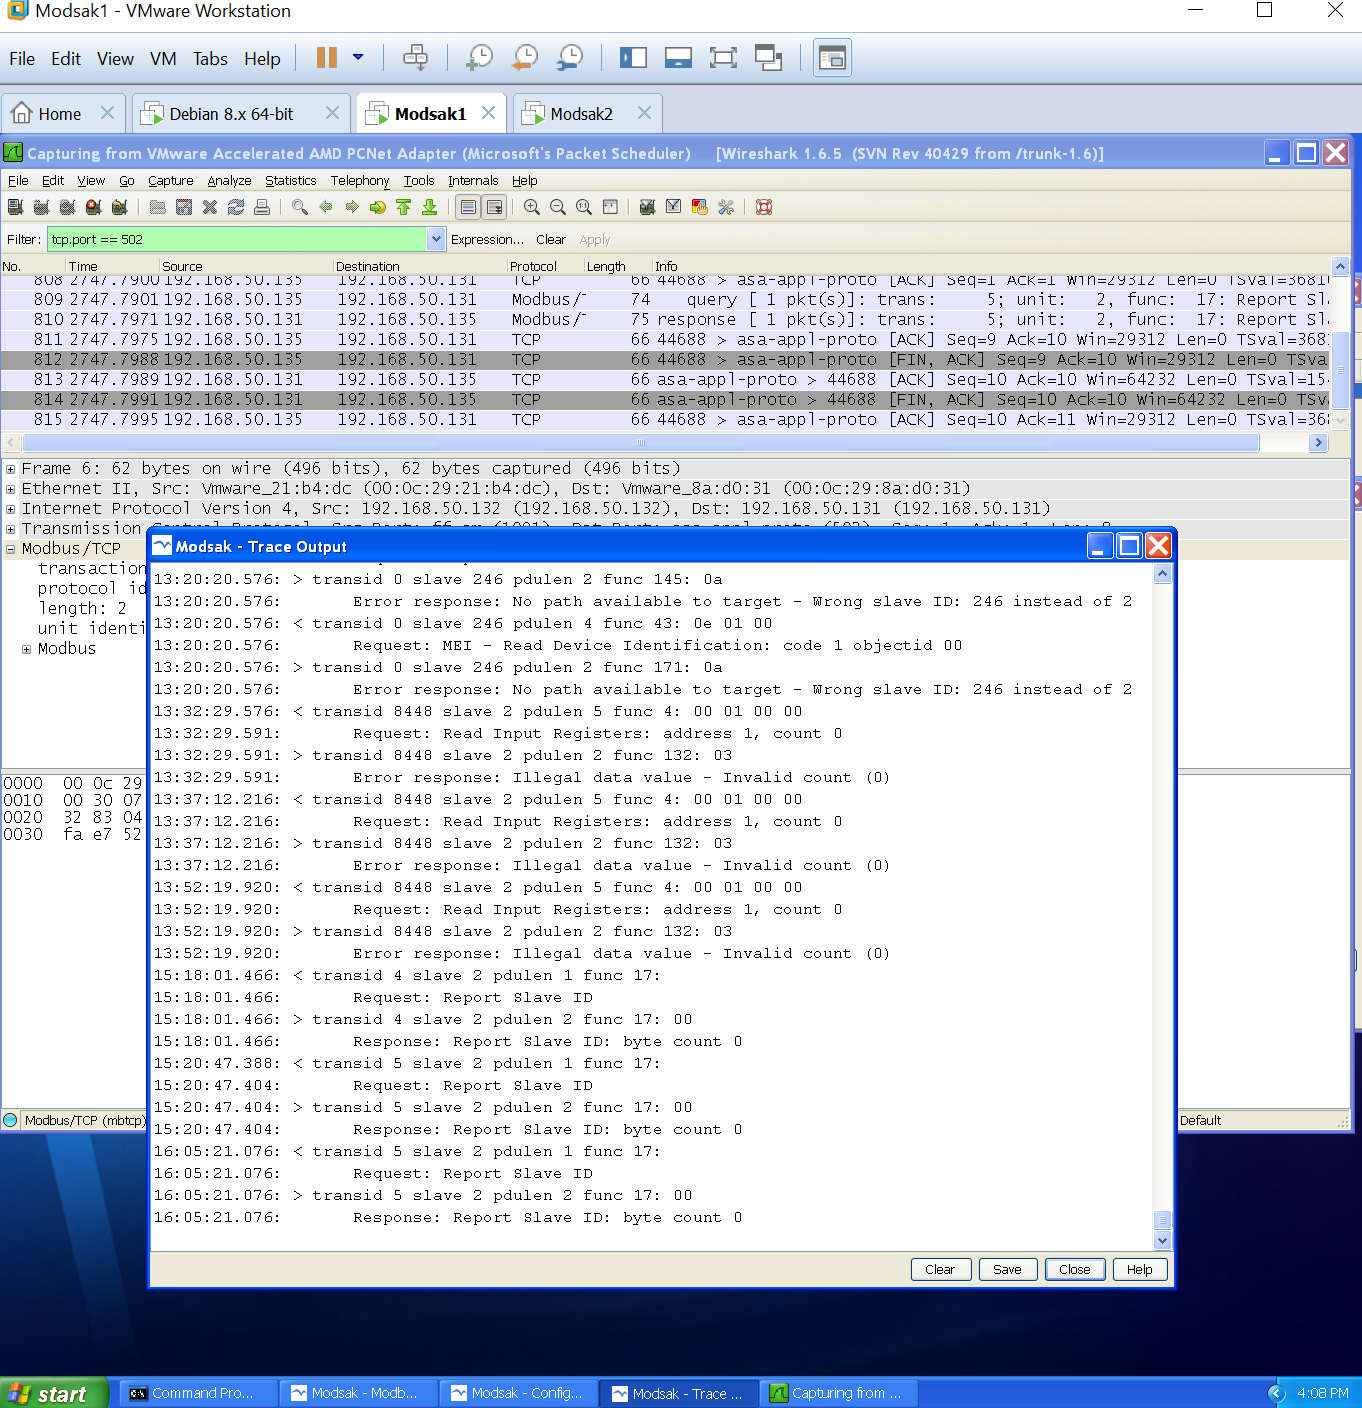 Modsak1 - VMware Workstation
File Edit View VM Tabs Help
Home Debian 8.x 64-bit Modsak1 Modsak2
Capturing from VMware Accelerated AMD PCNet Adapter (Microsoft's Packet Scheduler) [Wireshark 1.6.5 (SVN Rev 40429 from /trunk-1.6)]
File Edit View Go Capture Analyze Statistics Telephony Tools Internals Help
Filter: tcp.port == 502 Expression... Clear Apply
No. Time Source Destination Protocol Length Info
808 2747.7900 192.168.50.135 192.168.50.131 TCP 66 44688 > asa-appl-proto [ACK] Seq=1 Ack=1 Win=29312 Len=0 TSval=3681
809 2747.7901 192.168.50.135 192.168.50.131 Modbus/ 74 query [ 1 pkt(s)]: trans: 5; unit: 2, func: 17: Report Sl
810 2747.7971 192.168.50.131 192.168.50.135 Modbus/ 75 response [ 1 pkt(s)]: trans: 5; unit: 2, func: 17: Report Sl
811 2747.7975 192.168.50.135 192.168.50.131 TCP 66 44688 > asa-appl-proto [ACK] Seq=9 Ack=10 Win=29312 Len=0 TSval=368
812 2747.7988 192.168.50.135 192.168.50.131 TCP 66 44688 > asa-appl-proto [FIN, ACK] Seq=9 Ack=10 Win=29312 Len=0 TSva
813 2747.7989 192.168.50.131 192.168.50.135 TCP 66 asa-appl-proto > 44688 [ACK] Seq=10 Ack=10 Win=64232 Len=0 TSval=154
814 2747.7991 192.168.50.131 192.168.50.135 TCP 66 asa-appl-proto > 44688 [FIN, ACK] Seq=10 Ack=10 Win=64232 Len=0 TSv
815 2747.7995 192.168.50.135 192.168.50.131 TCP 66 44688 > asa-appl-proto [ACK] Seq=10 Ack=11 Win=29312 Len=0 TSval=36
Frame 6: 62 bytes on wire (496 bits), 62 bytes captured (496 bits)
Ethernet II, Src: Vmware_21:b4:dc (00:0c:29:21:b4:dc), Dst: Vmware_8a:d0:31 (00:0c:29:8a:d0:31)
Internet Protocol Version 4, Src: 192.168.50.132 (192.168.50.132), Dst: 192.168.50.131 (192.168.50.131)
Transmission
Modbus/TCP
transaction
protocol id
length: 2
unit identi
Modbus
0000 00 0c 29
0010 00 30 07
0020 32 83 04
0030 fa e7 52
Modbus/TCP (mbtcp)
Default
Modsak - Trace Output
13:20:20.576: > transid 0 slave 246 pdulen 2 func 145: 0a
13:20:20.576: Error response: No path available to target - Wrong slave ID: 246 instead of 2
13:20:20.576: < transid 0 slave 246 pdulen 4 func 43: 0e 01 00
13:20:20.576: Request: MEI - Read Device Identification: code 1 objectid 00
13:20:20.576: > transid 0 slave 246 pdulen 2 func 171: 0a
13:20:20.576: Error response: No path available to target - Wrong slave ID: 246 instead of 2
13:32:29.576: < transid 8448 slave 2 pdulen 5 func 4: 00 01 00 00
13:32:29.591: Request: Read Input Registers: address 1, count 0
13:32:29.591: > transid 8448 slave 2 pdulen 2 func 132: 03
13:32:29.591: Error response: Illegal data value - Invalid count (0)
13:37:12.216: < transid 8448 slave 2 pdulen 5 func 4: 00 01 00 00
13:37:12.216: Request: Read Input Registers: address 1, count 0
13:37:12.216: > transid 8448 slave 2 pdulen 2 func 132: 03
13:37:12.216: Error response: Illegal data value - Invalid count (0)
13:52:19.920: < transid 8448 slave 2 pdulen 5 func 4: 00 01 00 00
13:52:19.920: Request: Read Input Registers: address 1, count 0
13:52:19.920: > transid 8448 slave 2 pdulen 2 func 132: 03
13:52:19.920: Error response: Illegal data value - Invalid count (0)
15:18:01.466: < transid 4 slave 2 pdulen 1 func 17:
15:18:01.466: Request: Report Slave ID
15:18:01.466: > transid 4 slave 2 pdulen 2 func 17: 00
15:18:01.466: Response: Report Slave ID: byte count 0
15:20:47.388: < transid 5 slave 2 pdulen 1 func 17:
15:20:47.404: Request: Report Slave ID
15:20:47.404: > transid 5 slave 2 pdulen 2 func 17: 00
15:20:47.404: Response: Report Slave ID: byte count 0
16:05:21.076: < transid 5 slave 2 pdulen 1 func 17:
16:05:21.076: Request: Report Slave ID
16:05:21.076: > transid 5 slave 2 pdulen 2 func 17: 00
16:05:21.076: Response: Report Slave ID: byte count 0
Clear Save Close Help
start Command Pro... Modsak - Modb... Modsak - Config... Modsak - Trace ... Capturing from ... 4:08 PM